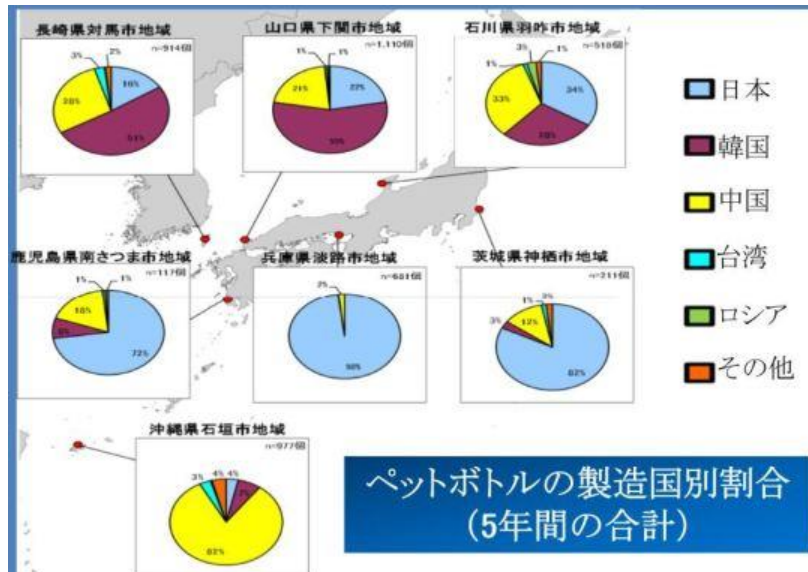 長崎県対馬市地域
n=914個
3%
2%
16%
28%
51%
山口県下関市地域
n=1,110個
1%
1%
21%
22%
石川県羽咋市地域
n=518個
1%
3%
1%
33%
34%
28%
日本
韓国
中国
台湾
ロシア
その他
鹿児島県南さつま市地域
n=117個
1%
1%
18%
8%
72%
兵庫県淡路市地域
n=681個
2%
98%
茨城県神栖市地域
n=211個
1%
3%
12%
82%
沖縄県石垣市地域
n=977個
3%
4%
4%
7%
82%
ペットボトルの製造国別割合
(5年間の合計)